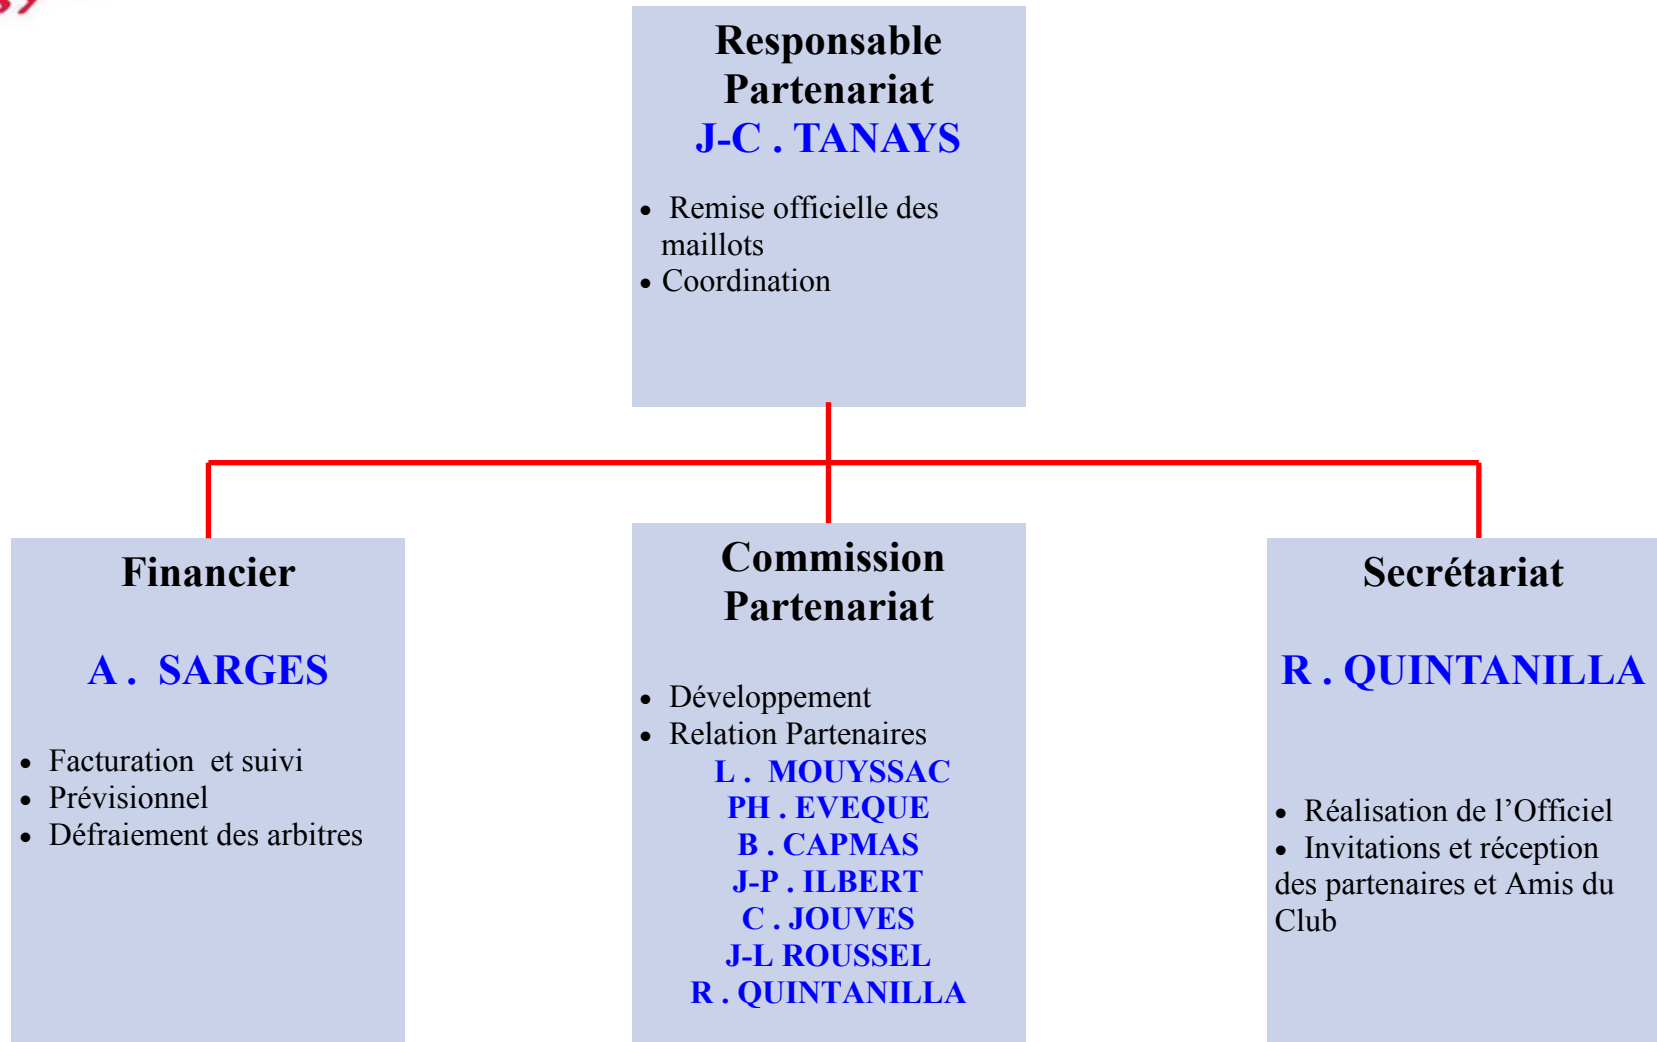 Responsable
Partenariat
J-C . TANAYS
• Remise officielle des
maillots
• Coordination
Financier
A . SARGES
• Facturation et suivi
• Prévisionnel
• Défraiement des arbitres
Commission
Partenariat
• Développement
• Relation Partenaires
L . MOUYSSAC
PH . EVEQUE
B . CAPMAS
J-P . ILBERT
C . JOUVES
J-L ROUSSEL
R . QUINTANILLA
Secrétariat
R . QUINTANILLA
• Réalisation de l’Officiel
• Invitations et réception
des partenaires et Amis du
Club